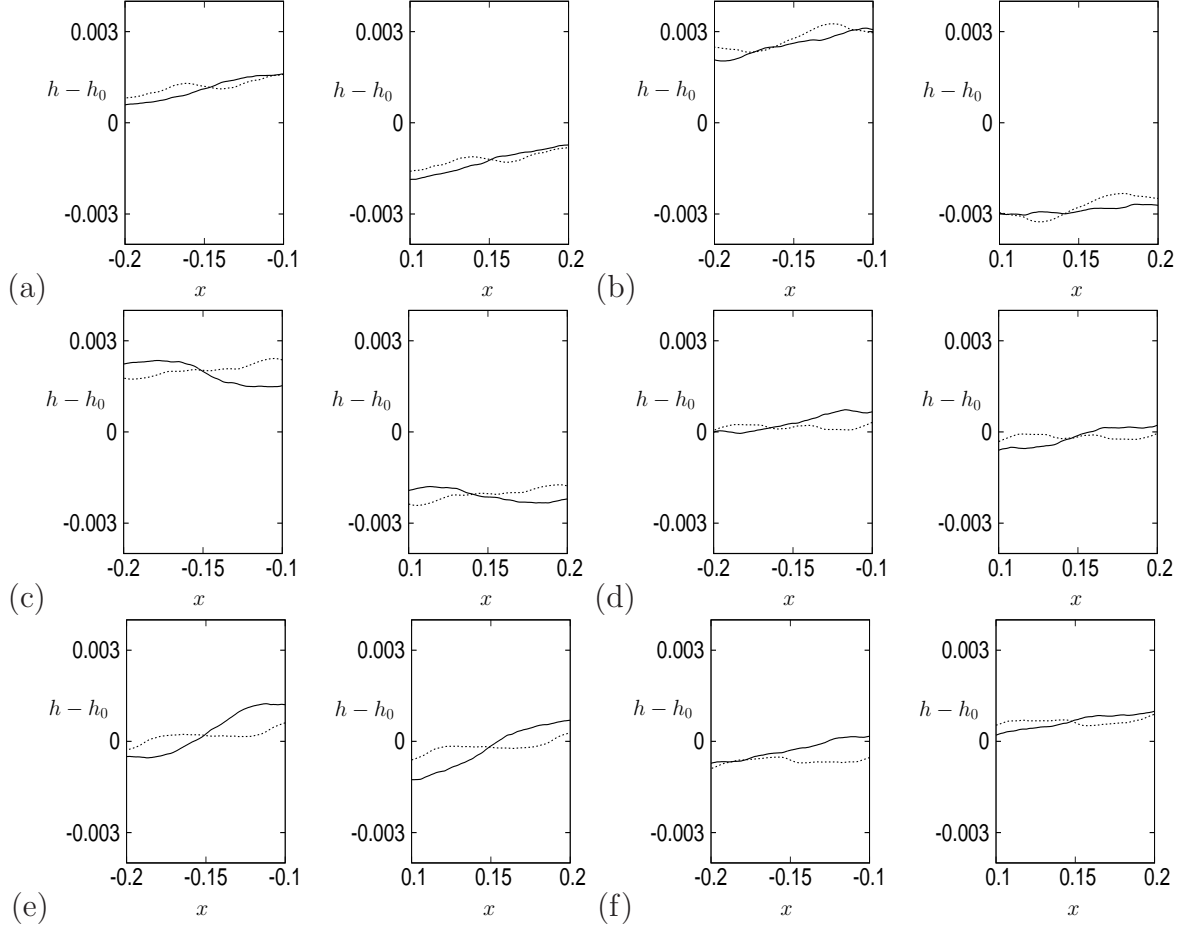 0.003 0.003 0.003 0.003
h − h₀ h − h₀ h − h₀ h − h₀
0 0 0 0
-0.003 -0.003 -0.003 -0.003
-0.2 -0.15 -0.1 0.1 0.15 0.2 -0.2 -0.15 -0.1 0.1 0.15 0.2
(a) x x (b) x x
0.003 0.003 0.003 0.003
h − h₀ h − h₀ h − h₀ h − h₀
0 0 0 0
-0.003 -0.003 -0.003 -0.003
-0.2 -0.15 -0.1 0.1 0.15 0.2 -0.2 -0.15 -0.1 0.1 0.15 0.2
(c) x x (d) x x
0.003 0.003 0.003 0.003
h − h₀ h − h₀ h − h₀ h − h₀
0 0 0 0
-0.003 -0.003 -0.003 -0.003
-0.2 -0.15 -0.1 0.1 0.15 0.2 -0.2 -0.15 -0.1 0.1 0.15 0.2
(e) x x (f) x x